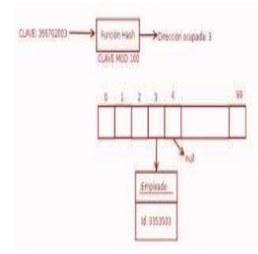 CLAVE: 366702003
Función Hash
Dirección ocupada: 3
CLAVE MOD 100
0 1 2 3 4 99
Null
Empleado
Id: 3353503